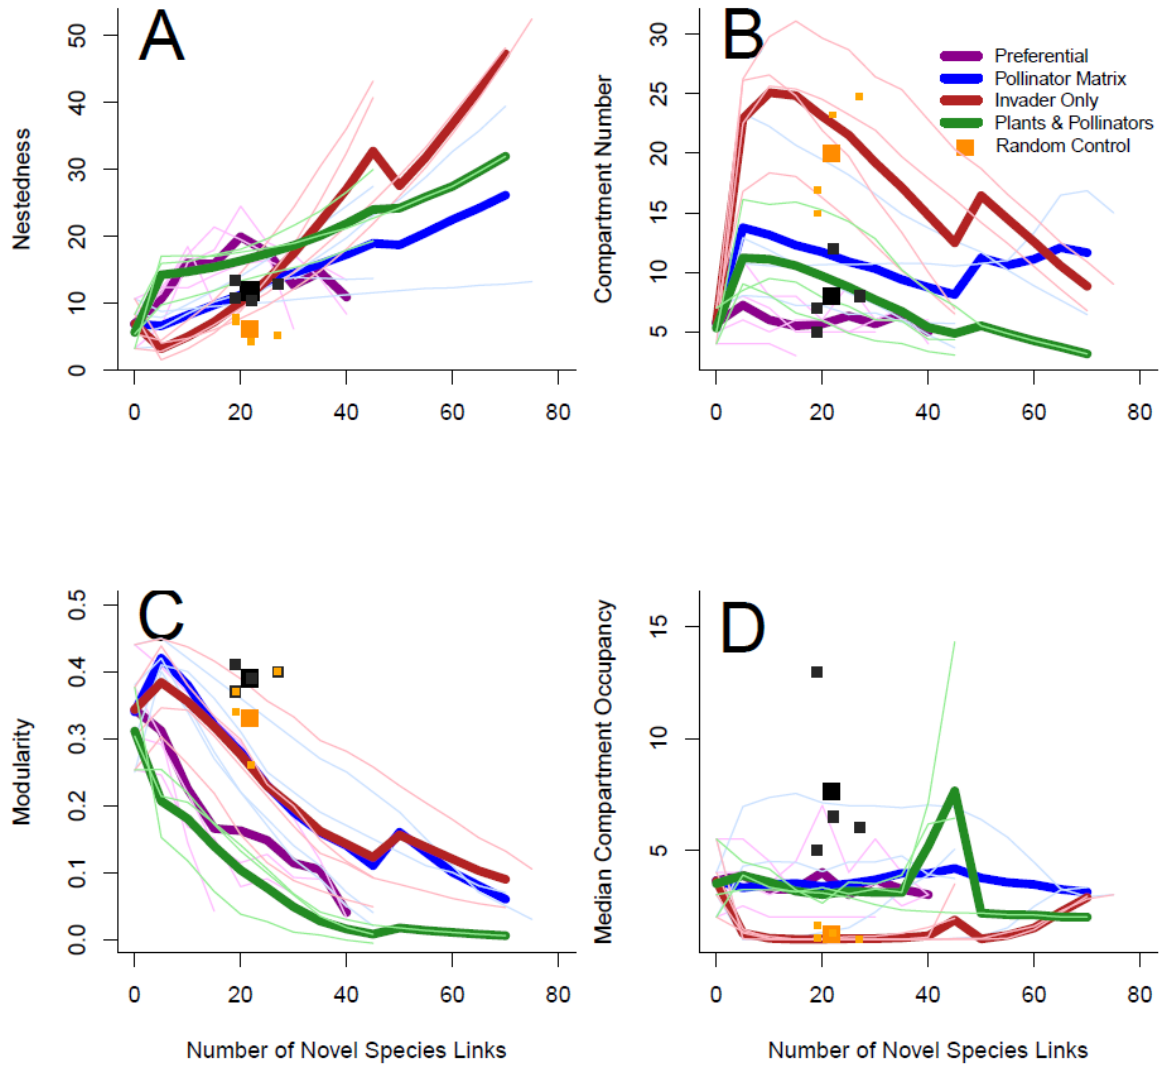 A
Nestedness
50
40
30
20
10
0
0 20 40 60 80
B
Compartment Number
30
25
20
15
10
5
0 20 40 60 80
Preferential
Pollinator Matrix
Invader Only
Plants & Pollinators
Random Control
C
Modularity
0.5
0.4
0.3
0.2
0.1
0.0
0 20 40 60 80
Number of Novel Species Links
D
Median Compartment Occupancy
15
10
5
0 20 40 60 80
Number of Novel Species Links